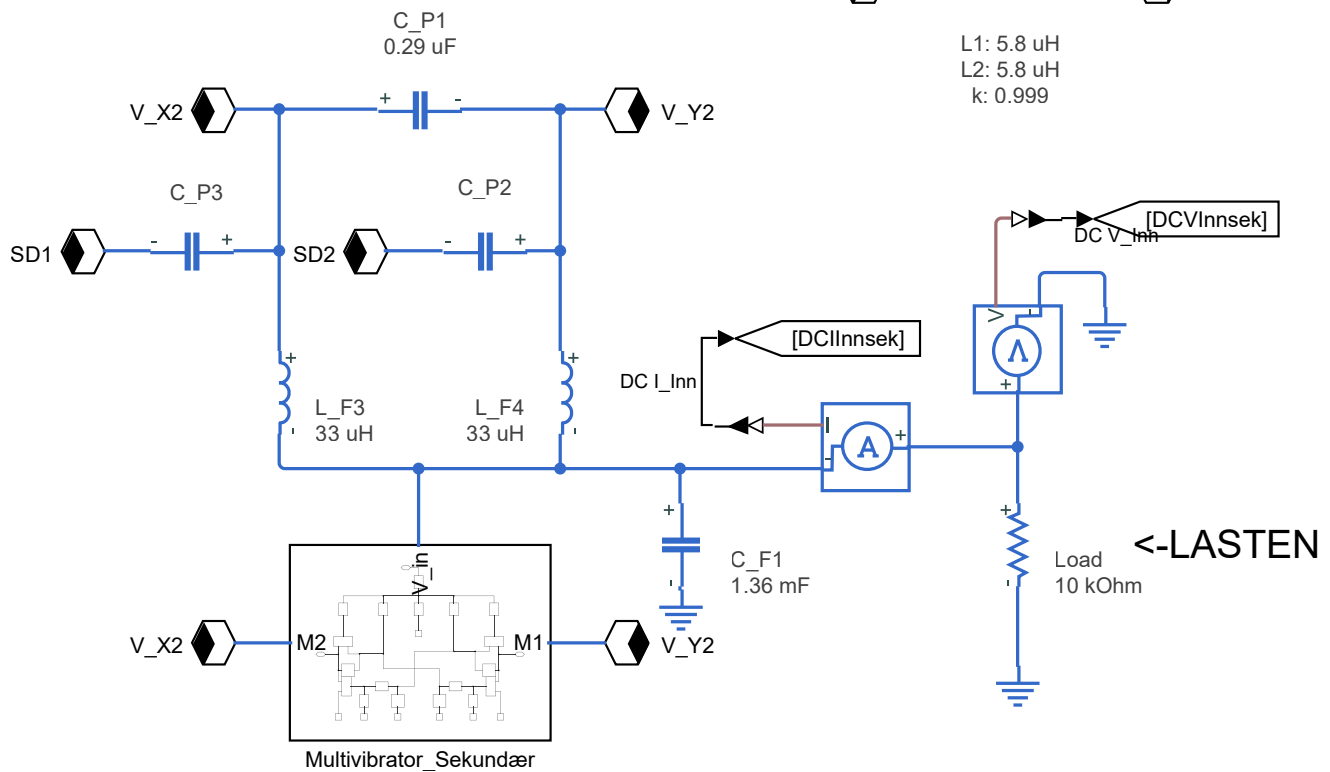 C_P1
0.29 uF
L1: 5.8 uH
L2: 5.8 uH
k: 0.999
V_X2
+
-
V_Y2
C_P3
C_P2
SD1
-
+
SD2
-
+
[DCVInnsek]
DC V_Inn
V
-
V
+
[DCIInnsek]
DC I_Inn
+
-
L_F3
33 uH
+
-
L_F4
33 uH
I
-
A
+
+
-
C_F1
1.36 mF
+
-
Load
10 kOhm
<-LASTEN
V_in
V_X2
M2
M1
V_Y2
Multivibrator_Sekundær